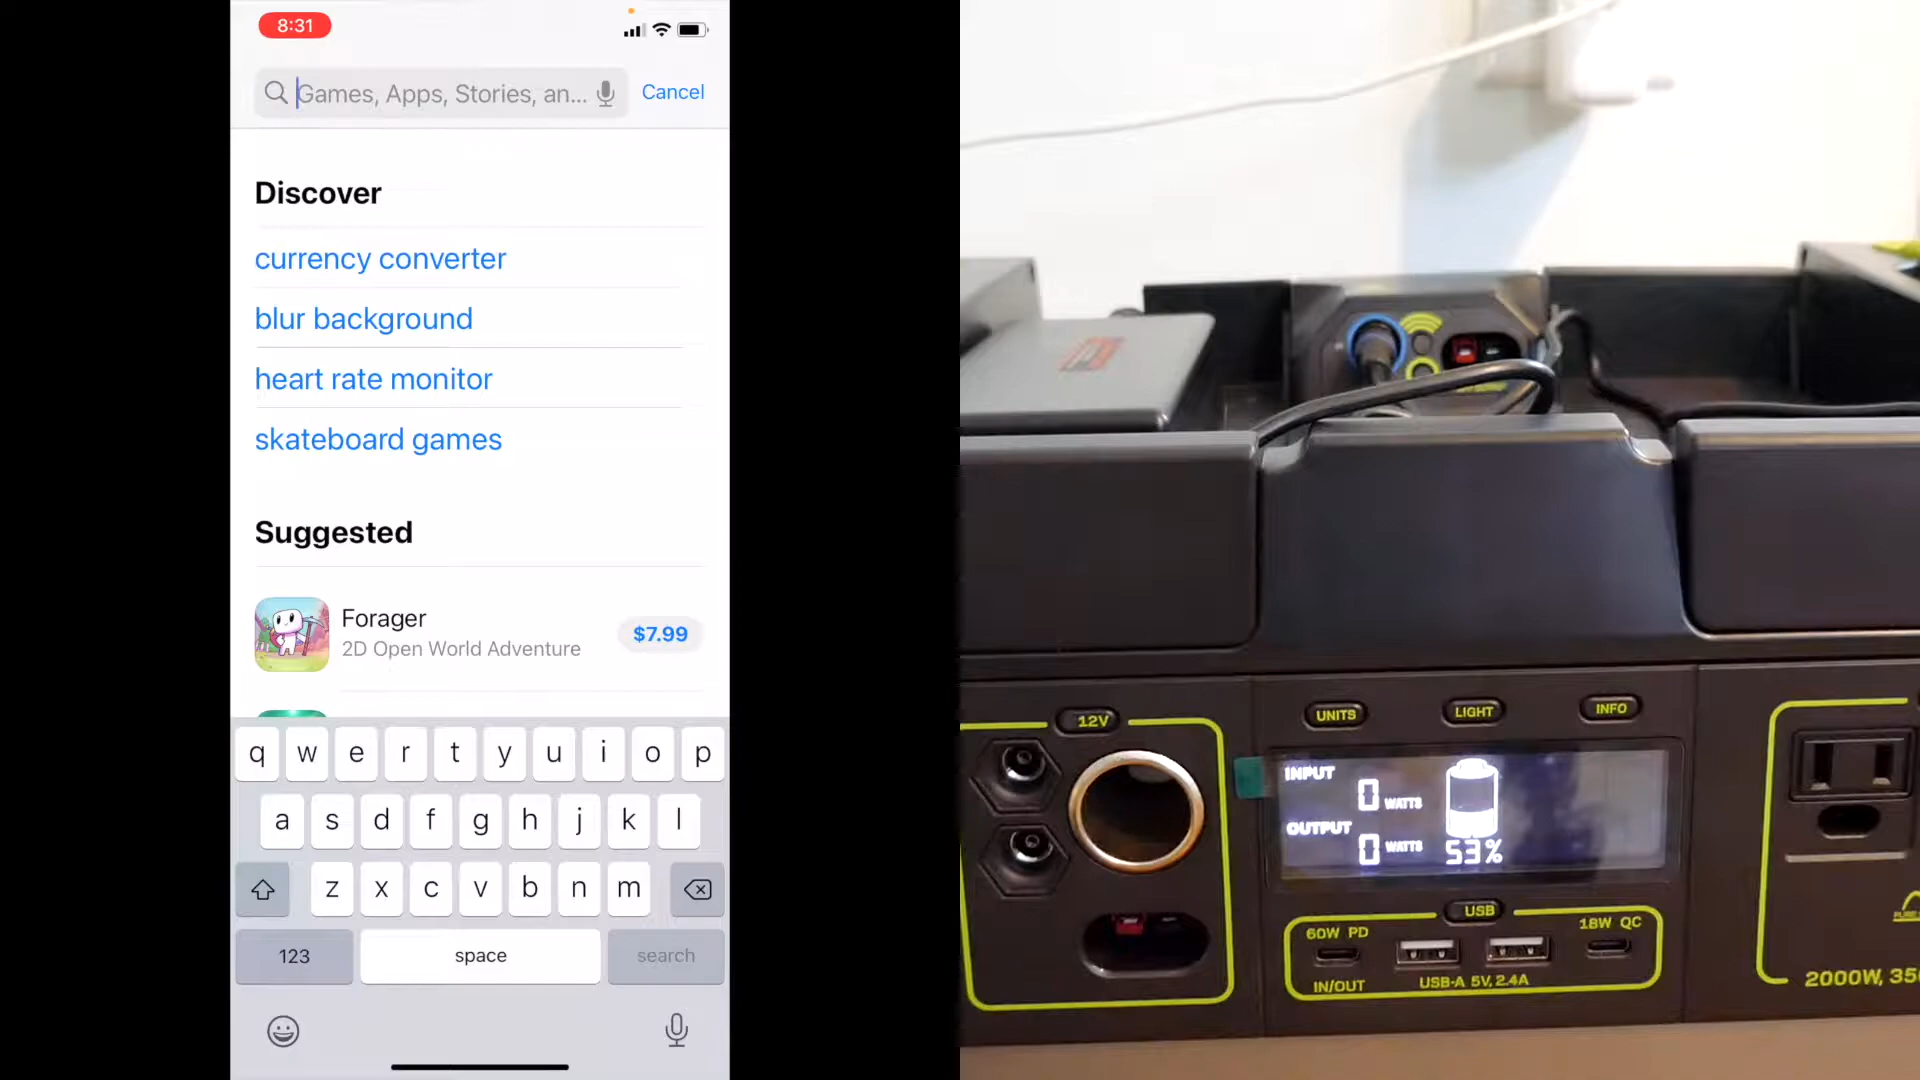 8:31
Games, Apps, Stories, an...
Cancel
Discover
currency converter
blur background
heart rate monitor
skateboard games
Suggested
Forager
2D Open World Adventure
$7.99
q w e r t y u i o p
a s d f g h j k l
z x c v b n m
123 space search
12V
UNITS LIGHT INFO
INPUT
0 WATTS
OUTPUT
0 WATTS 53%
USB
60W PD 18W QC
IN/OUT USB-A 5V, 2.4A
2000W, 35